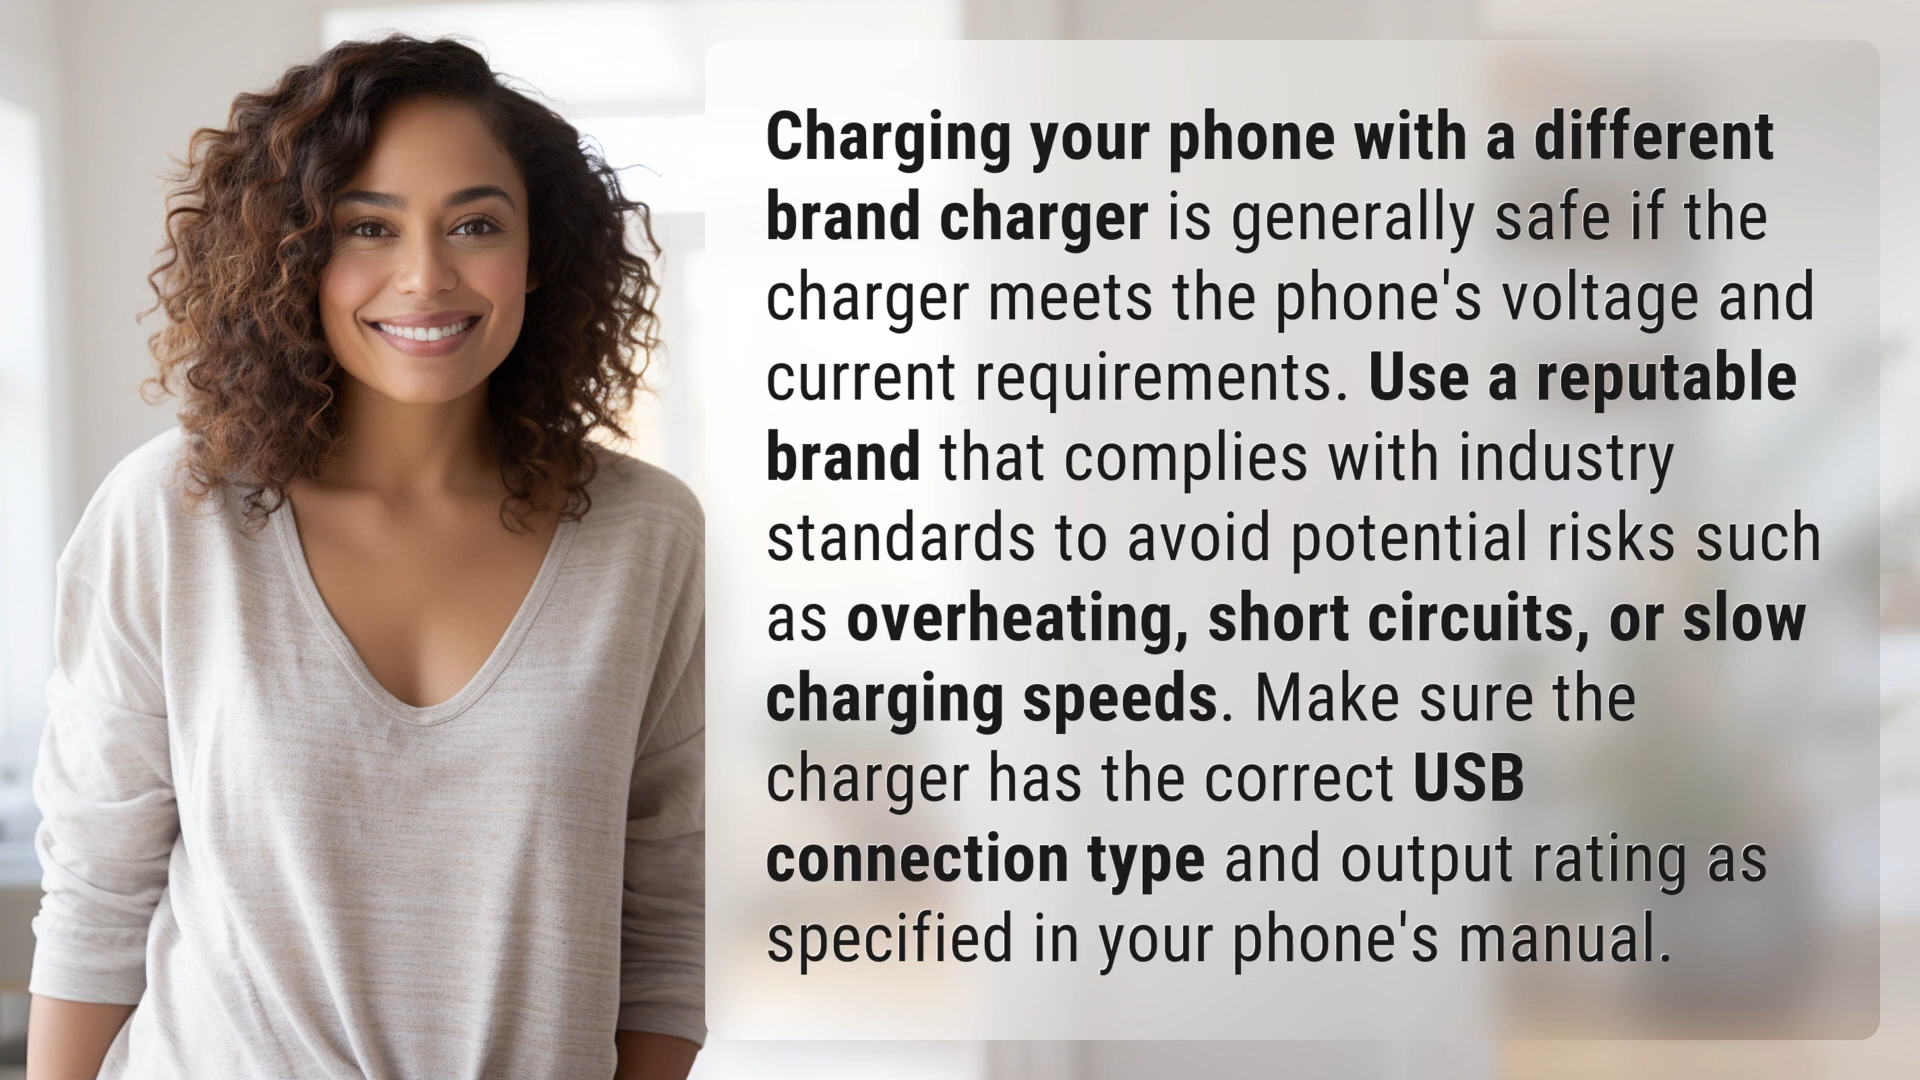 Charging your phone with a different
brand charger is generally safe if the
charger meets the phone's voltage and
current requirements. Use a reputable
brand that complies with industry
standards to avoid potential risks such
as overheating, short circuits, or slow
charging speeds. Make sure the
charger has the correct USB
connection type and output rating as
specified in your phone's manual.